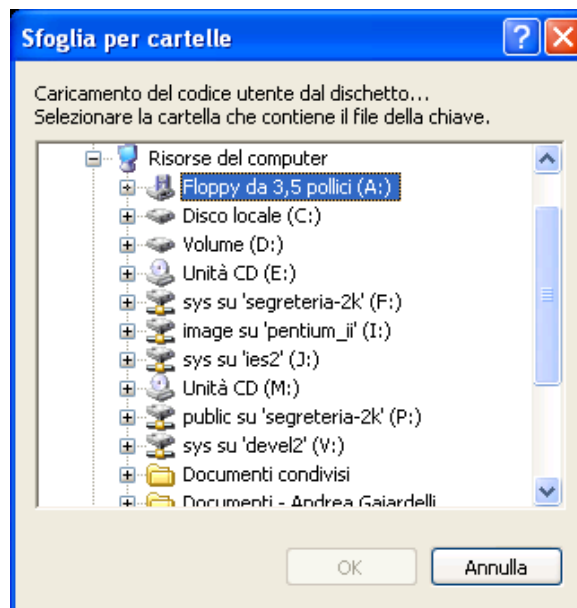 Sfoglia per cartelle
Caricamento del codice utente dal dischetto...
Selezionare la cartella che contiene il file della chiave.
Risorse del computer
Floppy da 3,5 pollici (A:)
Disco locale (C:)
Volume (D:)
Unità CD (E:)
sys su 'segreteria-2k' (F:)
image su 'pentium_ii' (I:)
sys su 'ies2' (J:)
Unità CD (M:)
public su 'segreteria-2k' (P:)
sys su 'devel2' (V:)
Documenti condivisi
Documenti - Andrea Gaiardelli
OK Annulla